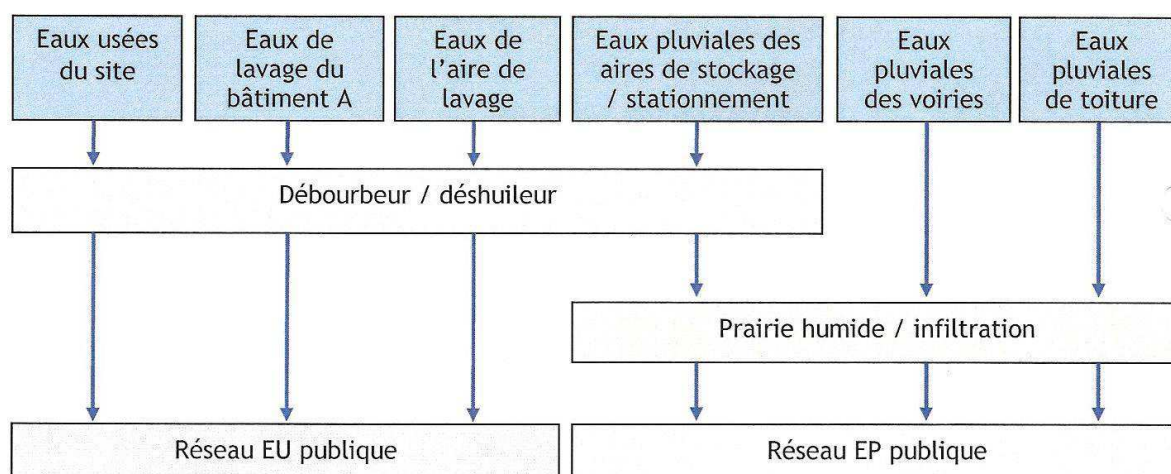 Eaux usées
du site
Eaux de
lavage du
bâtiment A
Eaux de
l'aire de
lavage
Eaux pluviales des
aires de stockage
/ stationnement
Eaux
pluviales
des voiries
Eaux
pluviales
de toiture
Débourbeur / déshuileur
Prairie humide / infiltration
Réseau EU publique
Réseau EP publique